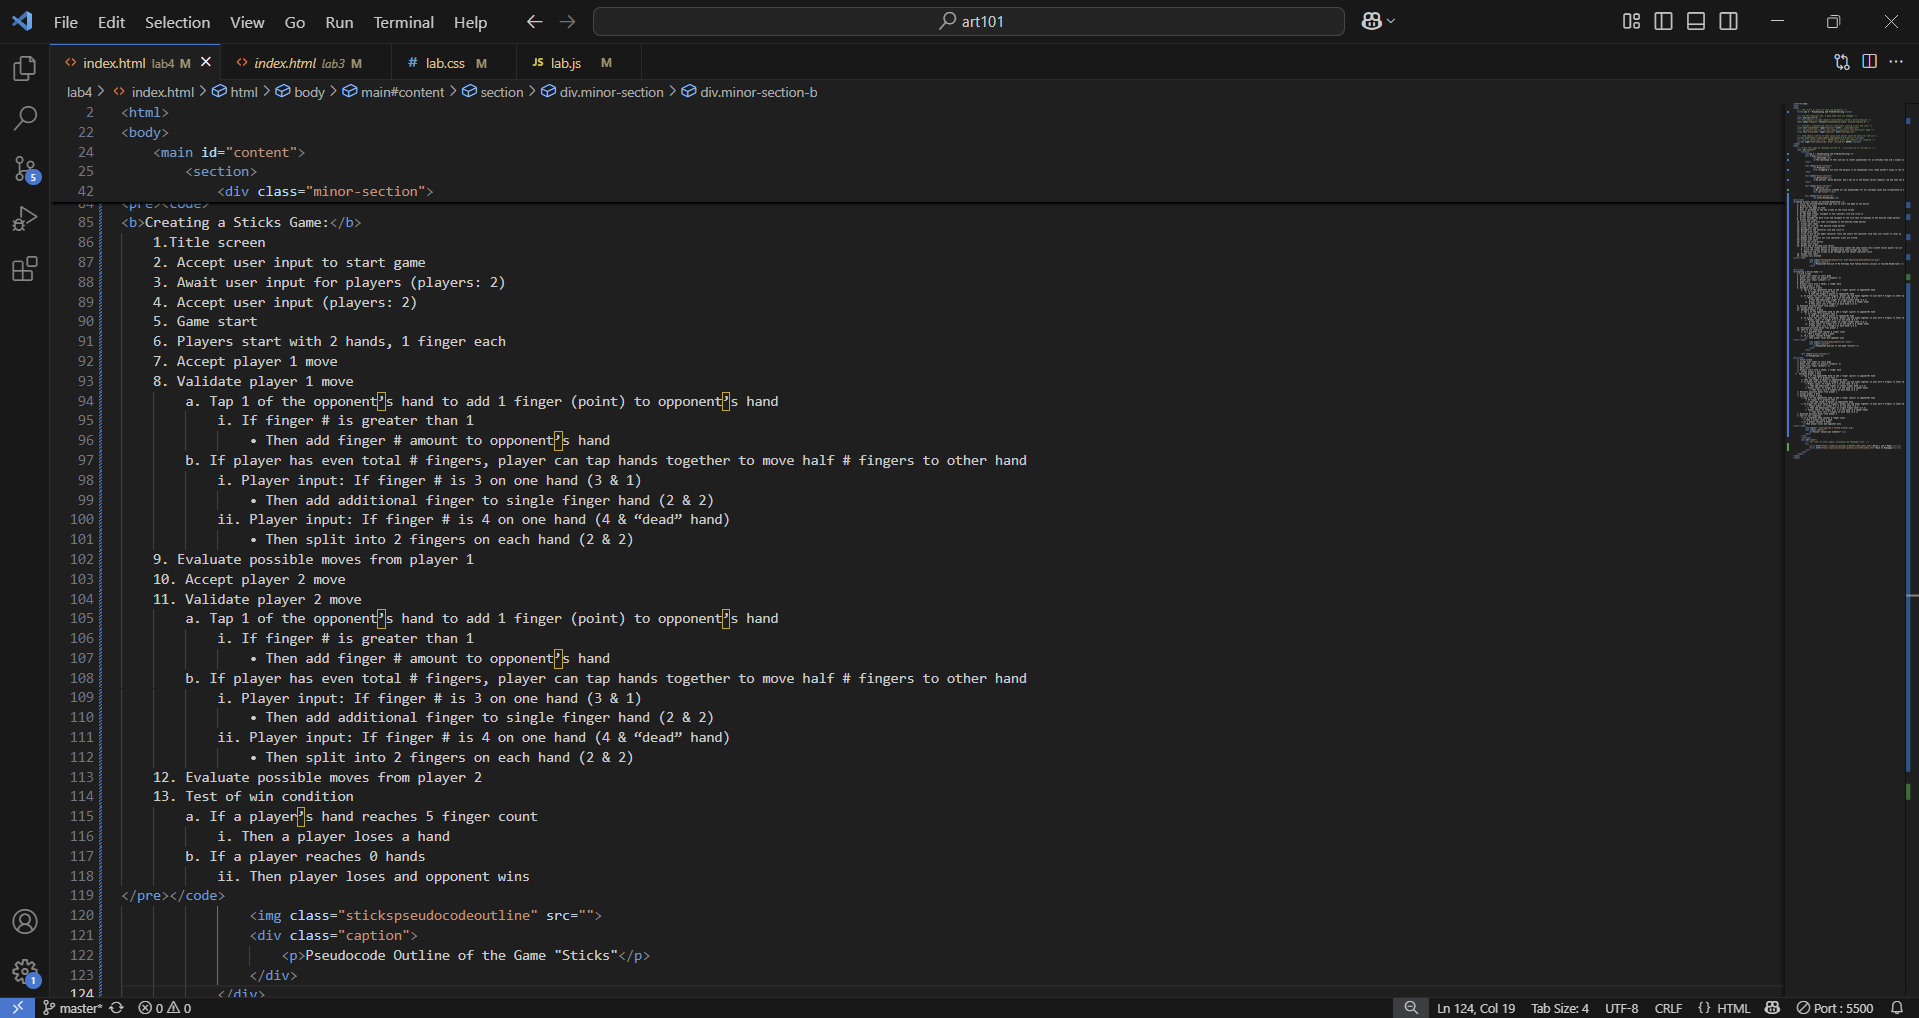 File Edit Selection View Go Run Terminal Help
art101
index.html lab4 M
index.html lab3 M
# lab.css M
JS lab.js M
lab4 > index.html > html > body > main#content > section > div.minor-section > div.minor-section-b
2 <html>
22 <body>
24 <main id="content">
25 <section>
42 <div class="minor-section">
84 <pre><code>
85 <b>Creating a Sticks Game:</b>
86 1.Title screen
87 2. Accept user input to start game
88 3. Await user input for players (players: 2)
89 4. Accept user input (players: 2)
90 5. Game start
91 6. Players start with 2 hands, 1 finger each
92 7. Accept player 1 move
93 8. Validate player 1 move
94 a. Tap 1 of the opponent’s hand to add 1 finger (point) to opponent’s hand
95 i. If finger # is greater than 1
96 • Then add finger # amount to opponent’s hand
97 b. If player has even total # fingers, player can tap hands together to move half # fingers to other hand
98 i. Player input: If finger # is 3 on one hand (3 & 1)
99 • Then add additional finger to single finger hand (2 & 2)
100 ii. Player input: If finger # is 4 on one hand (4 & “dead” hand)
101 • Then split into 2 fingers on each hand (2 & 2)
102 9. Evaluate possible moves from player 1
103 10. Accept player 2 move
104 11. Validate player 2 move
105 a. Tap 1 of the opponent’s hand to add 1 finger (point) to opponent’s hand
106 i. If finger # is greater than 1
107 • Then add finger # amount to opponent’s hand
108 b. If player has even total # fingers, player can tap hands together to move half # fingers to other hand
109 i. Player input: If finger # is 3 on one hand (3 & 1)
110 • Then add additional finger to single finger hand (2 & 2)
111 ii. Player input: If finger # is 4 on one hand (4 & “dead” hand)
112 • Then split into 2 fingers on each hand (2 & 2)
113 12. Evaluate possible moves from player 2
114 13. Test of win condition
115 a. If a player’s hand reaches 5 finger count
116 i. Then a player loses a hand
117 b. If a player reaches 0 hands
118 ii. Then player loses and opponent wins
119 </pre></code>
120 <img class="stickspseudocodeoutline" src="">
121 <div class="caption">
122 <p>Pseudocode Outline of the Game "Sticks"</p>
123 </div>
124 </div>
5
1
master* 0 0 Ln 124, Col 19 Tab Size: 4 UTF-8 CRLF {} HTML Port : 5500